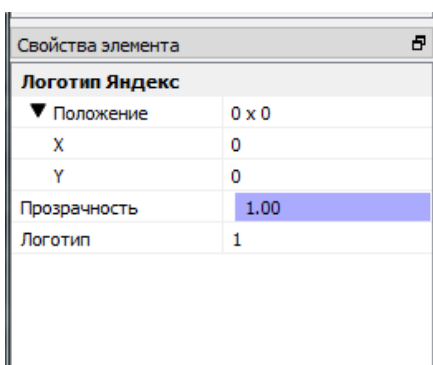 Свойства элемента
Логотип Яндекс
Положение 0 x 0
X 0
Y 0
Прозрачность 1.00
Логотип 1